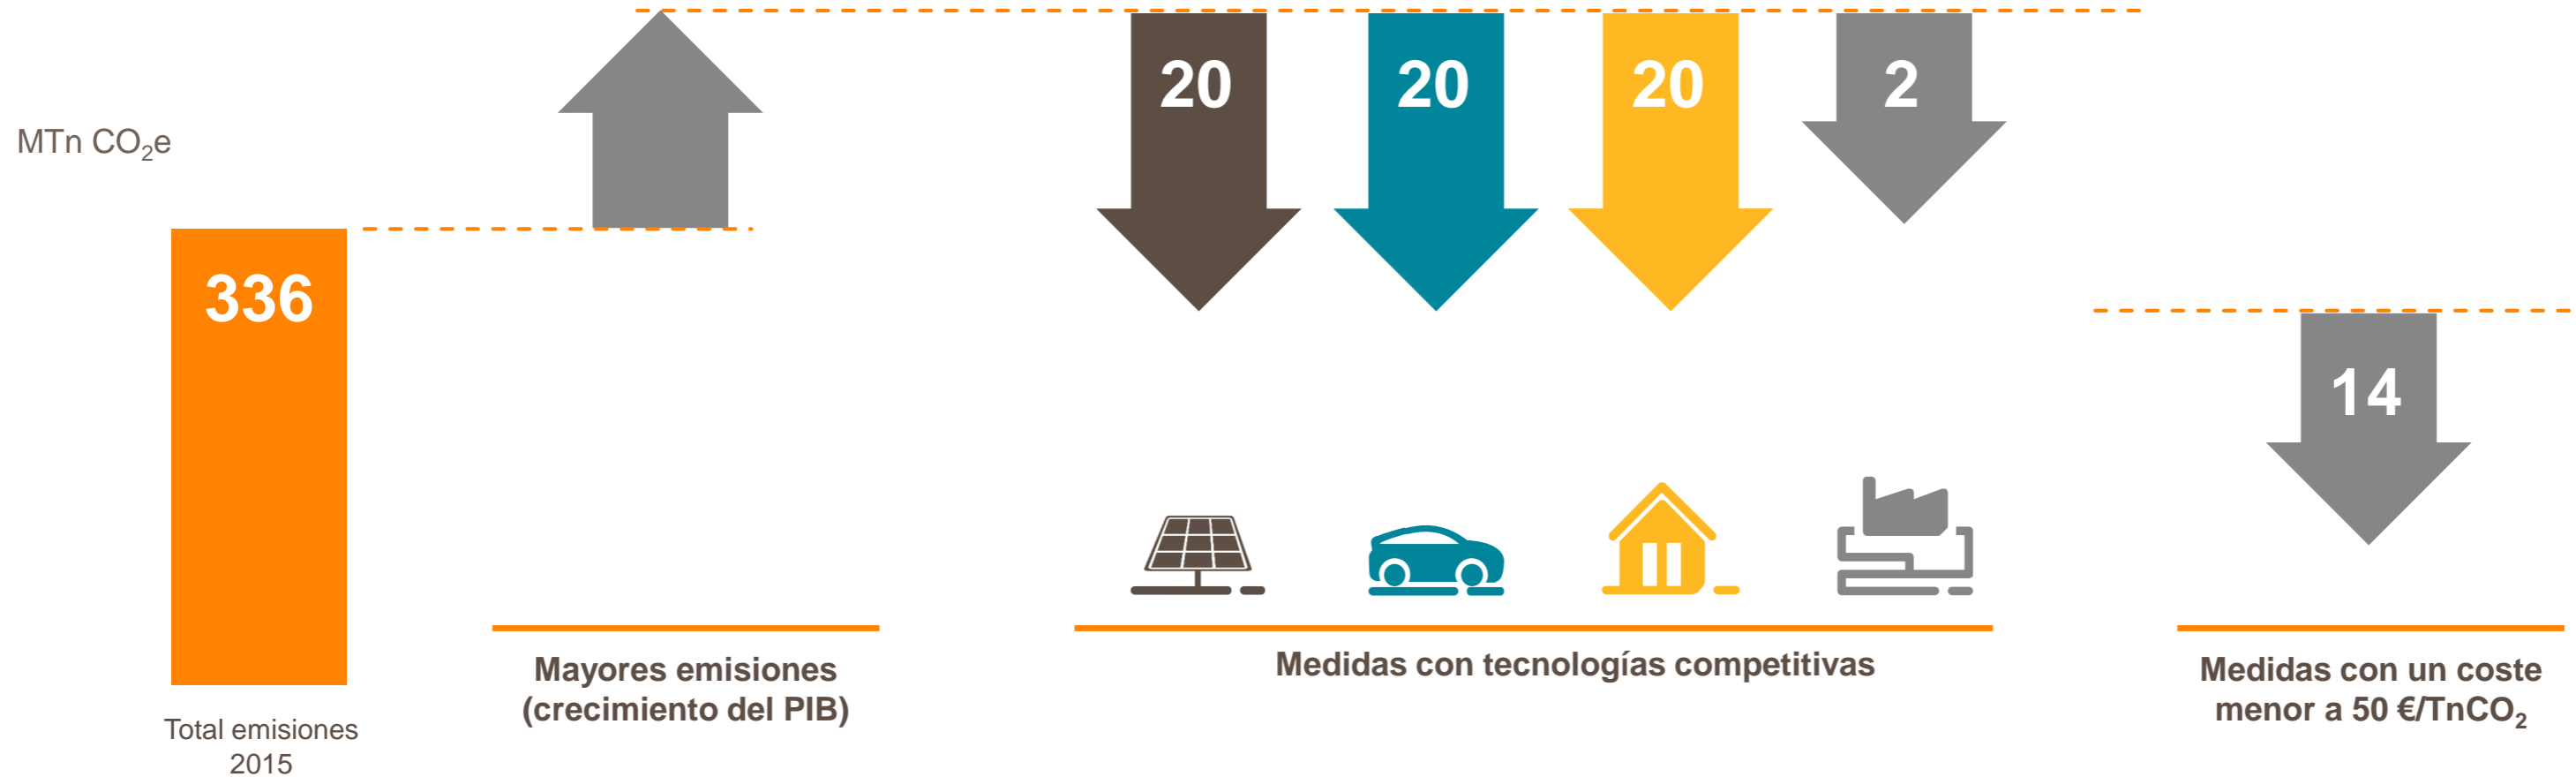 MTn CO₂e
336
Total emisiones
2015
Mayores emisiones
(crecimiento del PIB)
20
20
20
2
Medidas con tecnologías competitivas
14
Medidas con un coste
menor a 50 €/TnCO₂